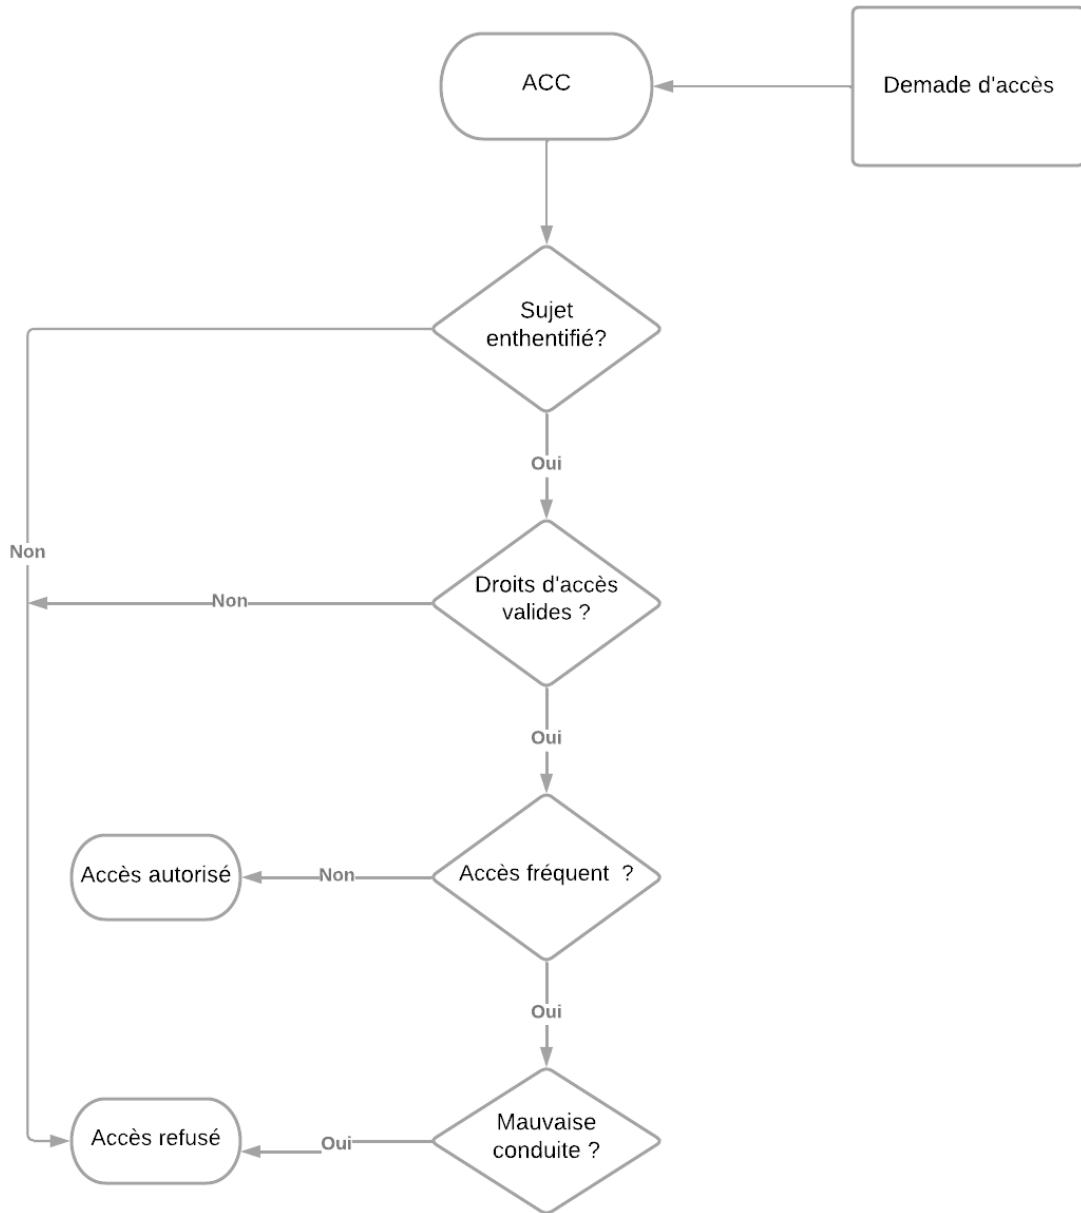 ACC
Demade d'accès
Sujet
enthentifié?
Oui
Non
Droits d'accès
valides ?
Non
Oui
Accès autorisé
Non
Accès fréquent ?
Oui
Accès refusé
Oui
Mauvaise
conduite ?